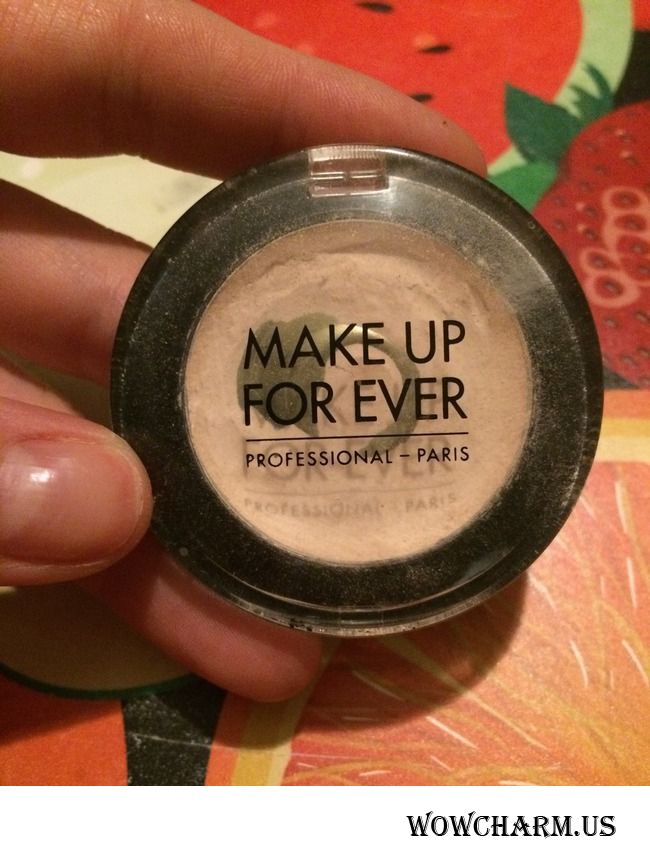 MAKE UP
FOR EVER
PROFESSIONAL – PARIS
WOWCHARM.US